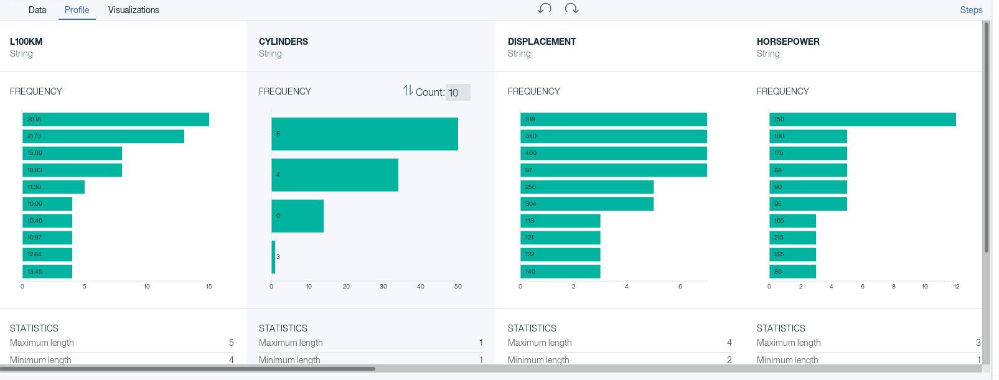 Data Profile Visualizations Steps
L100KM
String
CYLINDERS
String
DISPLACEMENT
String
HORSEPOWER
String
FREQUENCY
20.18
21.73
15.69
18.83
11.30
10.09
10.46
10.87
12.84
13.45
0 5 10 15
FREQUENCY Count: 10
8
4
6
3
0 10 20 30 40 50
FREQUENCY
318
350
400
97
250
304
113
121
122
140
0 2 4 6
FREQUENCY
150
100
175
88
90
95
165
215
225
86
0 2 4 6 8 10 12
STATISTICS
Maximum length 5
Minimum length 4
STATISTICS
Maximum length 1
Minimum length 1
STATISTICS
Maximum length 4
Minimum length 2
STATISTICS
Maximum length 3
Minimum length 1